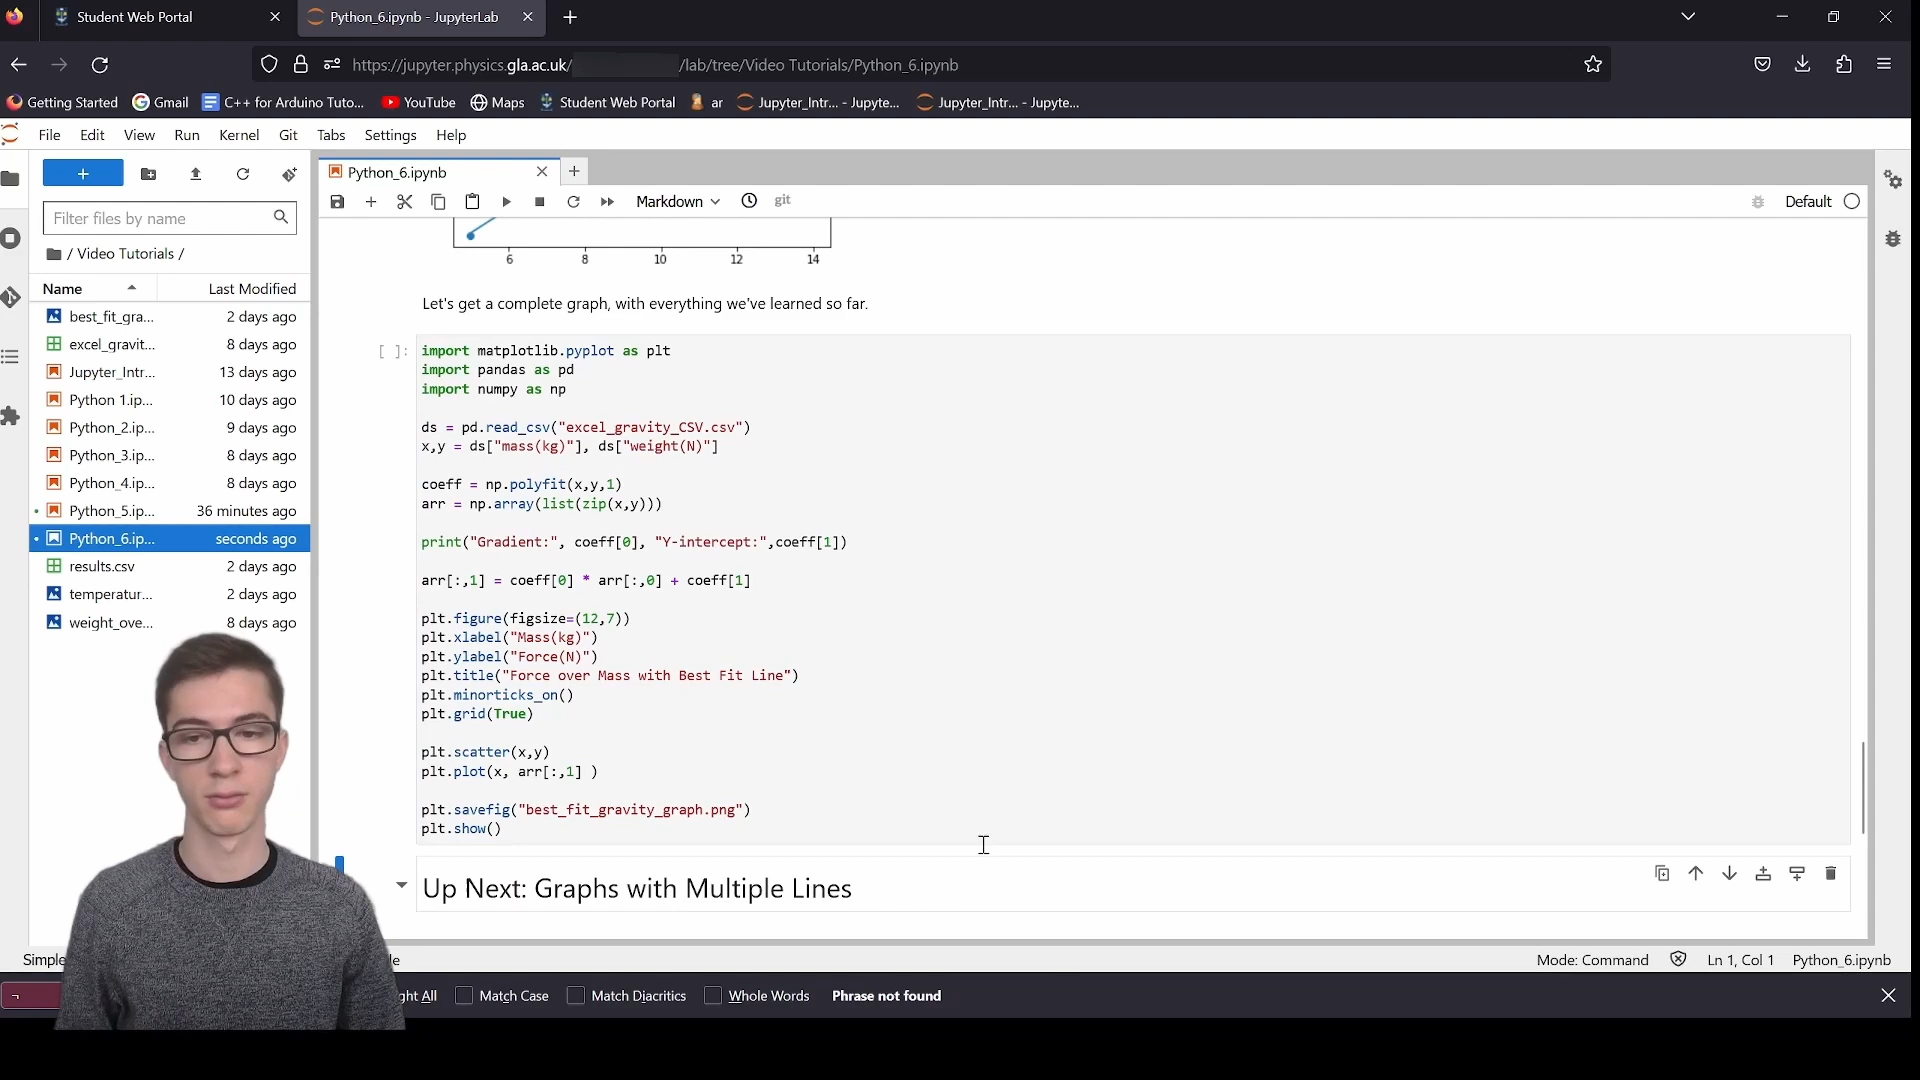 Student Web Portal
Python_6.ipynb - JupyterLab
https://jupyter.physics.gla.ac.uk/ /lab/tree/Video Tutorials/Python_6.ipynb
Getting Started
Gmail
C++ for Arduino Tuto...
YouTube
Maps
Student Web Portal
ar
Jupyter_Intr... - Jupyte...
Jupyter_Intr... - Jupyte...
File Edit View Run Kernel Git Tabs Settings Help
Python_6.ipynb
Markdown
git
Default
Filter files by name
/ Video Tutorials /
Name Last Modified
best_fit_gra... 2 days ago
excel_gravit... 8 days ago
Jupyter_Intr... 13 days ago
Python 1.ip... 10 days ago
Python_2.ip... 9 days ago
Python_3.ip... 8 days ago
Python_4.ip... 8 days ago
Python_5.ip... 36 minutes ago
Python_6.ip... seconds ago
results.csv 2 days ago
temperatur... 2 days ago
weight_ove... 8 days ago
6 8 10 12 14
Let's get a complete graph, with everything we've learned so far.
[ ]:
import matplotlib.pyplot as plt
import pandas as pd
import numpy as np
ds = pd.read_csv("excel_gravity_CSV.csv")
x,y = ds["mass(kg)"], ds["weight(N)"]
coeff = np.polyfit(x,y,1)
arr = np.array(list(zip(x,y)))
print("Gradient:", coeff[0], "Y-intercept:",coeff[1])
arr[:,1] = coeff[0] * arr[:,0] + coeff[1]
plt.figure(figsize=(12,7))
plt.xlabel("Mass(kg)")
plt.ylabel("Force(N)")
plt.title("Force over Mass with Best Fit Line")
plt.minorticks_on()
plt.grid(True)
plt.scatter(x,y)
plt.plot(x, arr[:,1] )
plt.savefig("best_fit_gravity_graph.png")
plt.show()
Up Next: Graphs with Multiple Lines
Simple
Mode: Command
Ln 1, Col 1
Python_6.ipynb
ght All
Match Case
Match Diacritics
Whole Words
Phrase not found